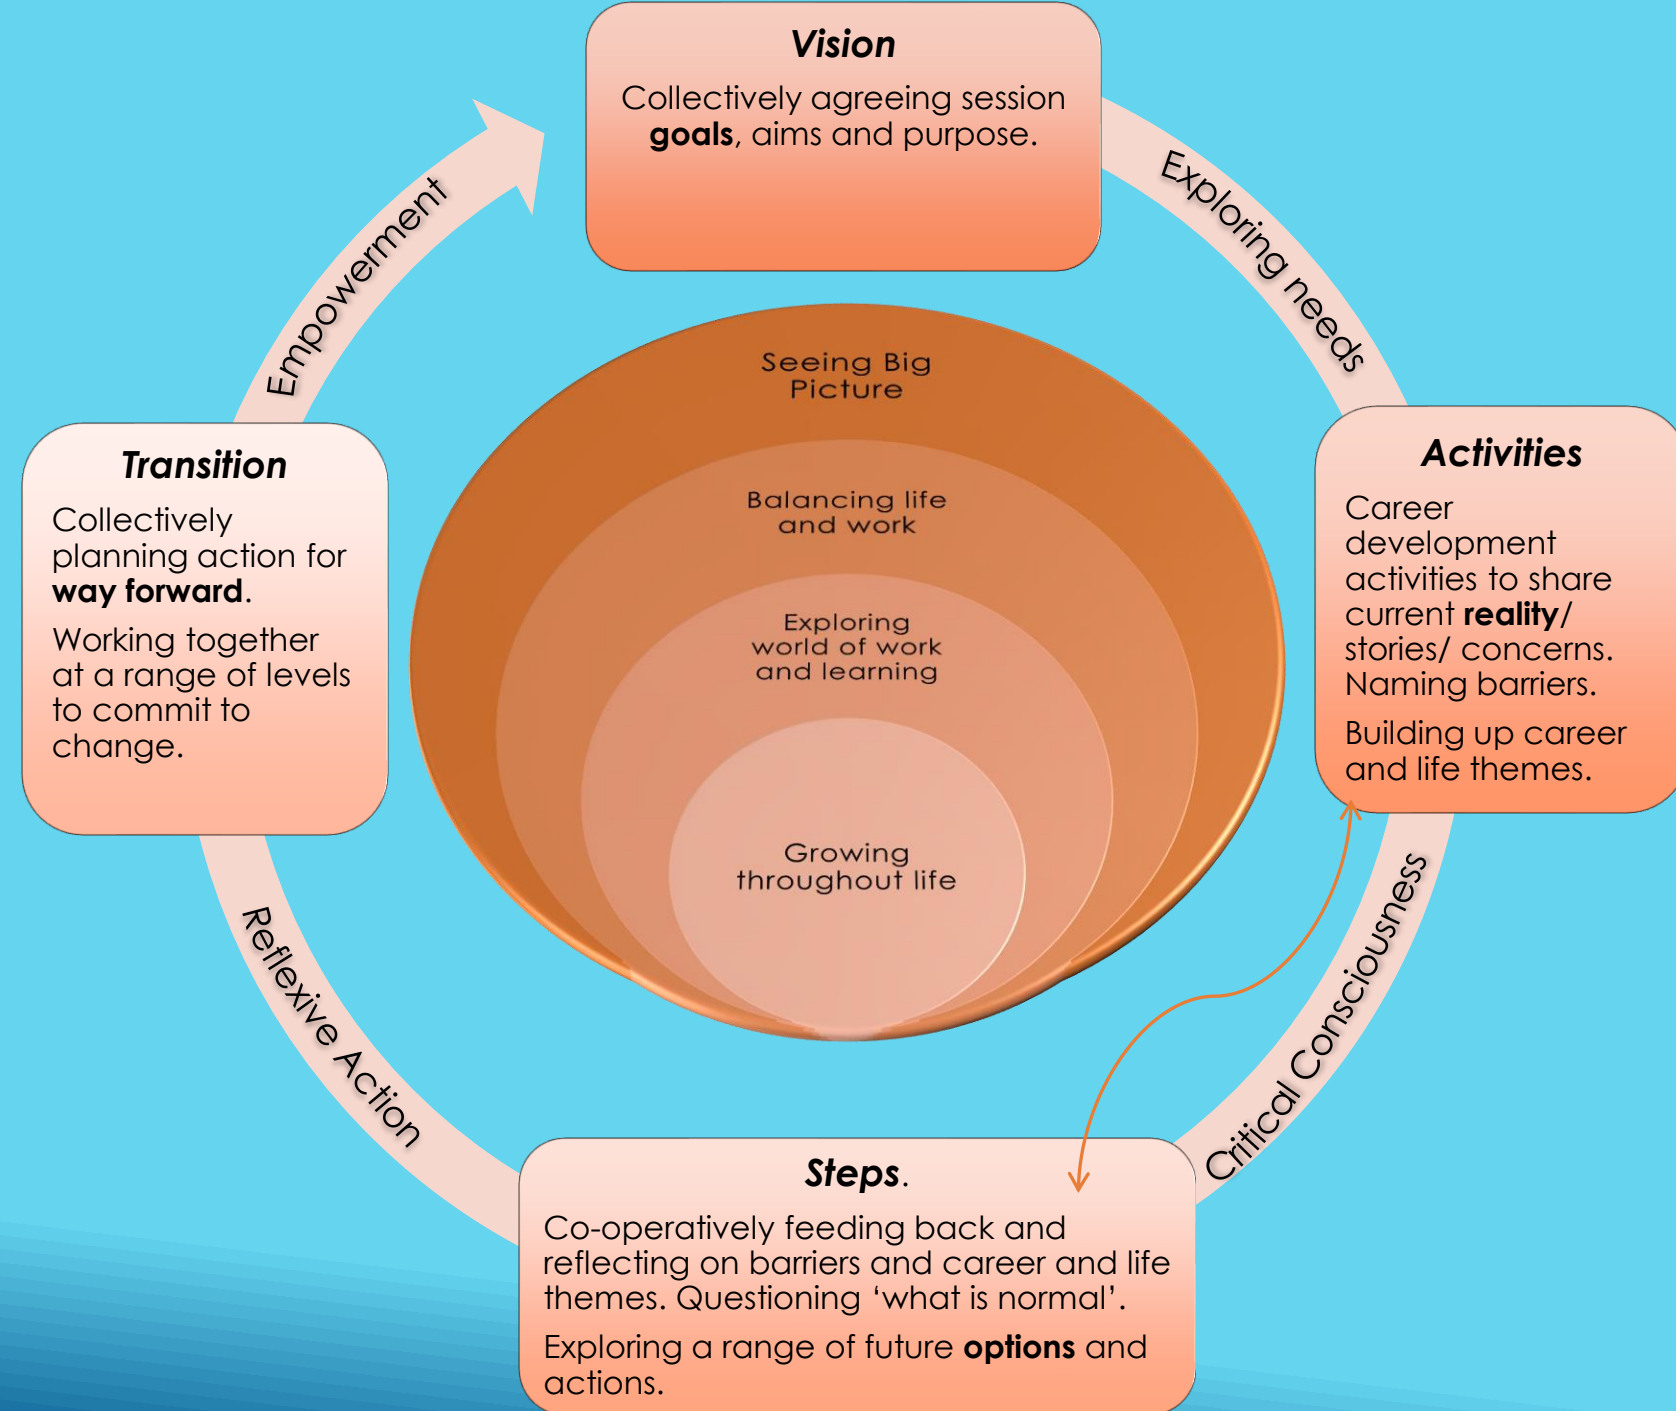 Vision
Collectively agreeing session
goals, aims and purpose.
Exploring needs
Activities
Career
development
activities to share
current reality/
stories/ concerns.
Naming barriers.
Building up career
and life themes.
Critical Consciousness
Steps.
Co-operatively feeding back and
reflecting on barriers and career and life
themes. Questioning ‘what is normal’.
Exploring a range of future options and
actions.
Reflexive Action
Transition
Collectively
planning action for
way forward.
Working together
at a range of levels
to commit to
change.
Empowerment
Seeing Big
Picture
Balancing life
and work
Exploring
world of work
and learning
Growing
throughout life